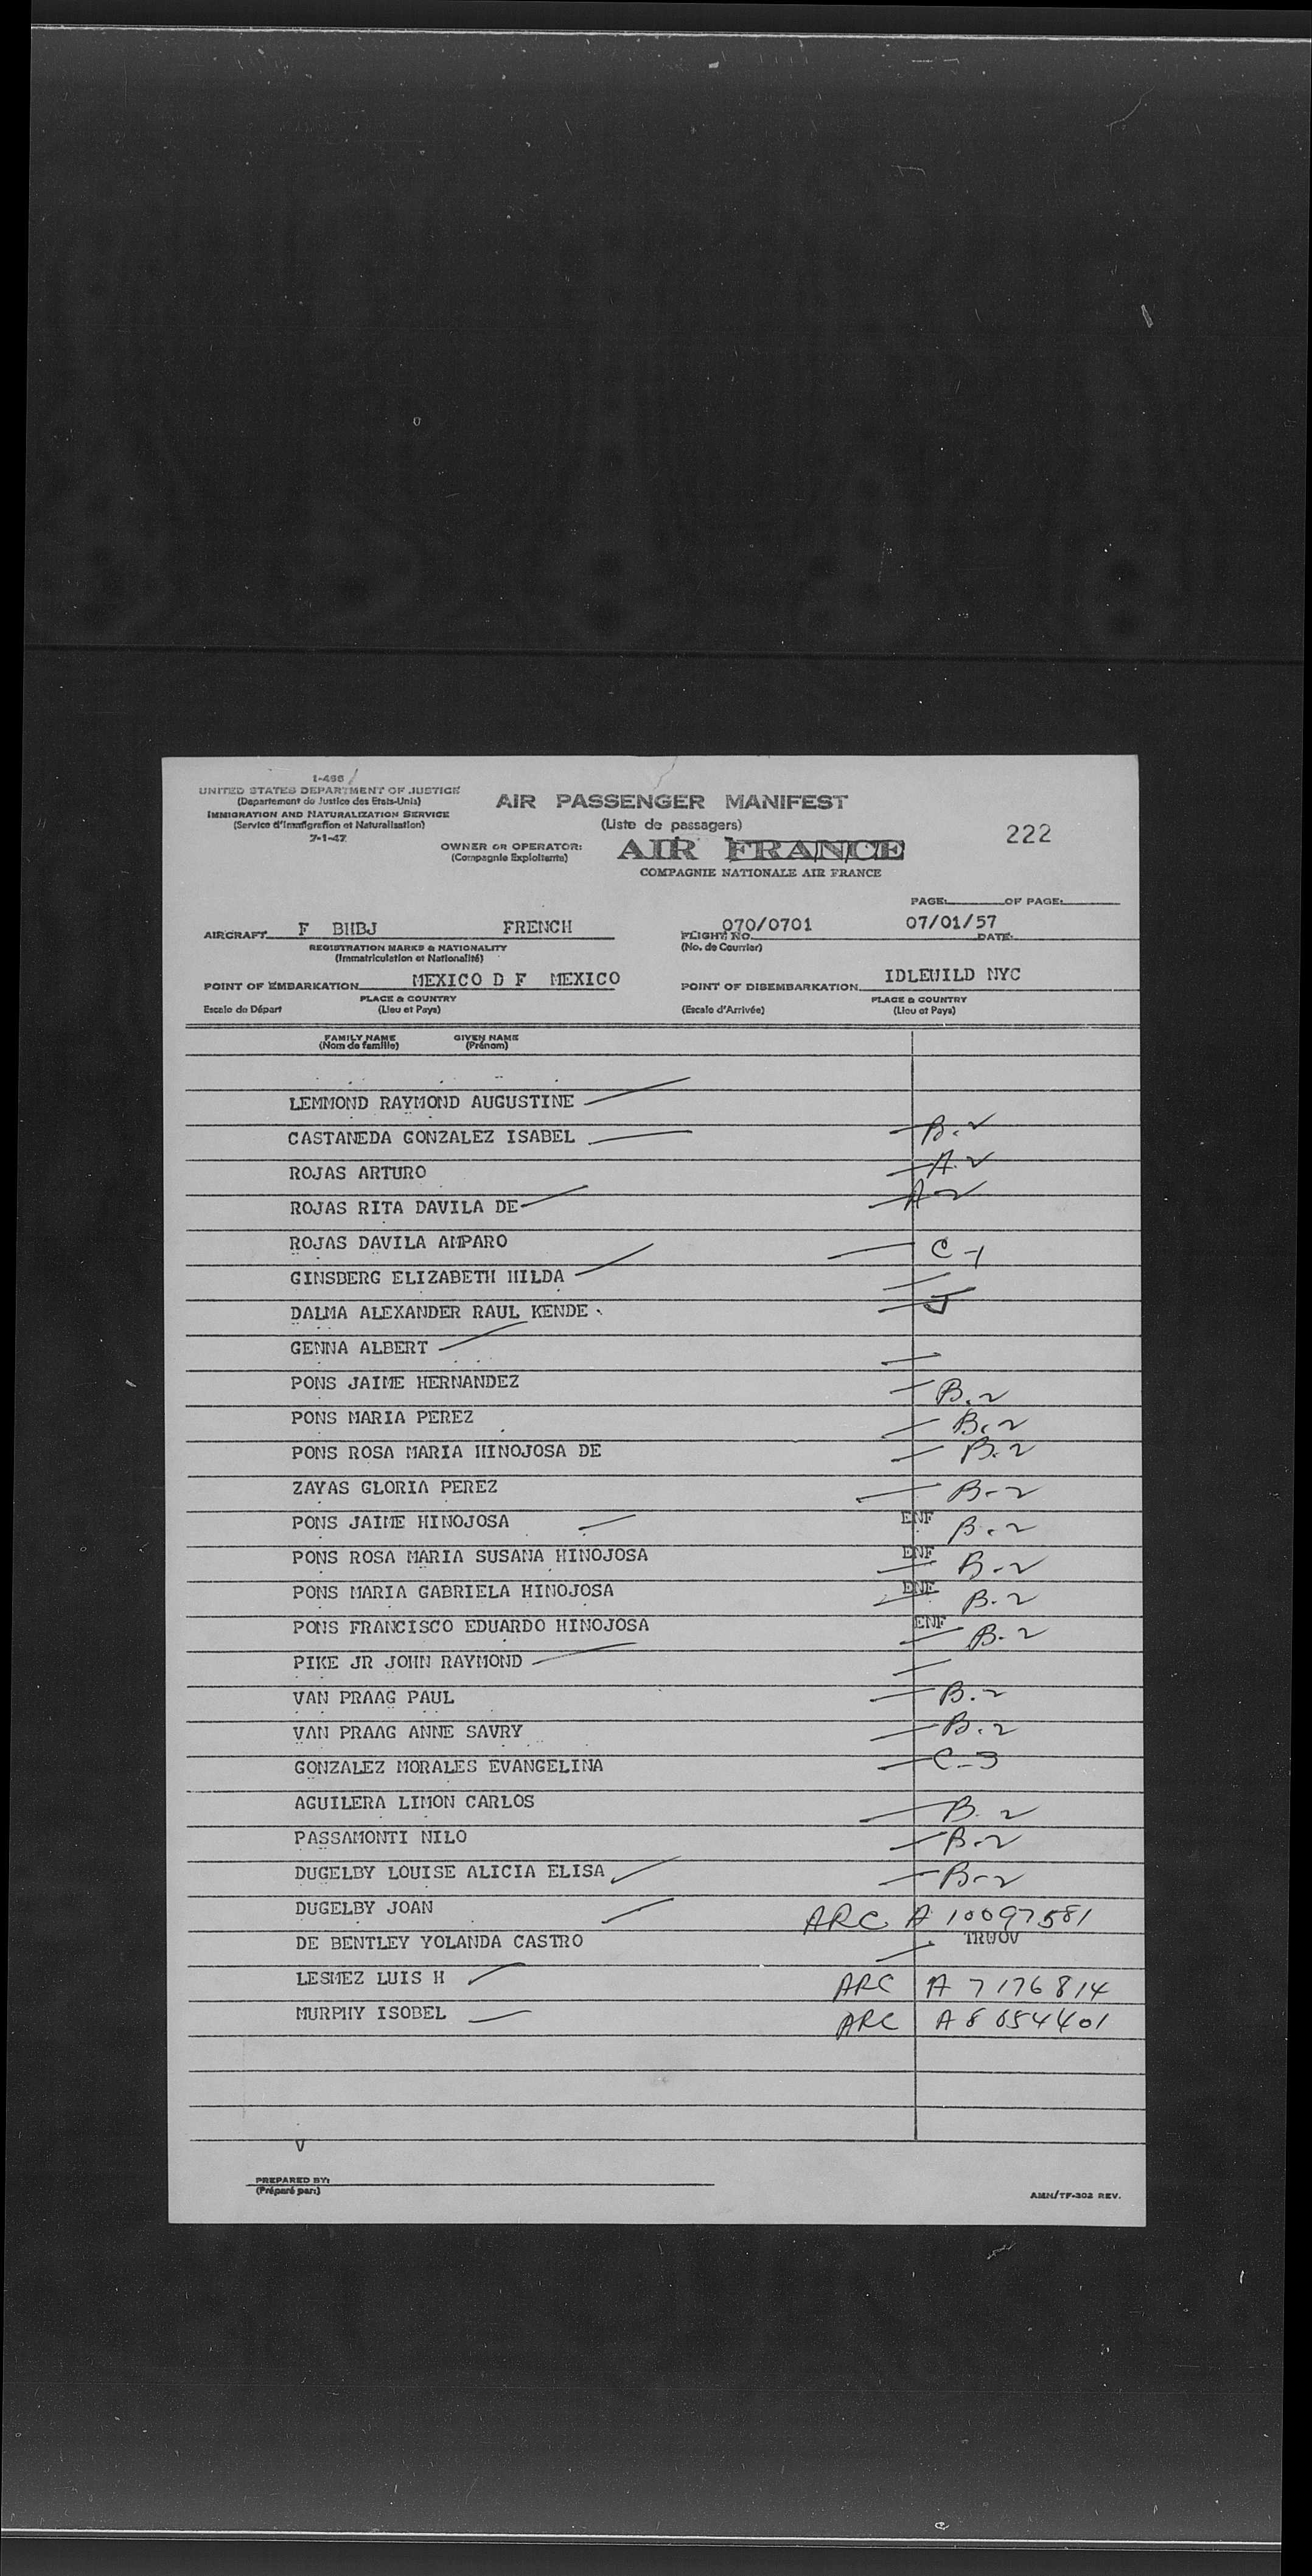 I-466
UNITED STATES DEPARTMENT OF JUSTICE
(Departement de Justice des Etats-Unis)
IMMIGRATION AND NATURALIZATION SERVICE
(Service d'Immigration et Naturalisation)
7-1-47
AIR PASSENGER MANIFEST
(Liste de passagers)
222
OWNER OR OPERATOR: AIR FRANCE
(Compagnie Exploitante)
COMPAGNIE NATIONALE AIR FRANCE
PAGE: OF PAGE:
AIRCRAFT F BHBJ FRENCH FLIGHT NO. 070/0701 07/01/57 DATE:
REGISTRATION MARKS & NATIONALITY (No. de Courrier)
(Immatriculation et Nationalité)
POINT OF EMBARKATION MEXICO D F MEXICO POINT OF DISEMBARKATION IDLEWILD NYC
PLACE & COUNTRY PLACE & COUNTRY
Escale de Départ (Lieu et Pays) (Escale d'Arrivée) (Lieu et Pays)
FAMILY NAME GIVEN NAME
(Nom de famille) (Prénom)
LEMMOND RAYMOND AUGUSTINE
CASTANEDA GONZALEZ ISABEL B-2
ROJAS ARTURO A-2
ROJAS RITA DAVILA DE A-2
ROJAS DAVILA AMPARO C-1
GINSBERG ELIZABETH HILDA
DALMA ALEXANDER RAUL KENDE J
GENNA ALBERT
PONS JAIME HERNANDEZ B-2
PONS MARIA PEREZ B-2
PONS ROSA MARIA HINOJOSA DE B-2
ZAYAS GLORIA PEREZ B-2
PONS JAIME HINOJOSA ENF B-2
PONS ROSA MARIA SUSANA HINOJOSA ENF B-2
PONS MARIA GABRIELA HINOJOSA ENF B-2
PONS FRANCISCO EDUARDO HINOJOSA ENF B-2
PIKE JR JOHN RAYMOND
VAN PRAAG PAUL B-2
VAN PRAAG ANNE SAVRY B-2
GONZALEZ MORALES EVANGELINA C-3
AGUILERA LIMON CARLOS B-2
PASSAMONTI NILO B-2
DUGELBY LOUISE ALICIA ELISA B-2
DUGELBY JOAN ARC A 10097581
DE BENTLEY YOLANDA CASTRO
LESMEZ LUIS H ARC A 7176814
MURPHY ISOBEL ARC A 8 654401
V
PREPARED BY:
(Préparé par:)
AMN/TF-302 REV.